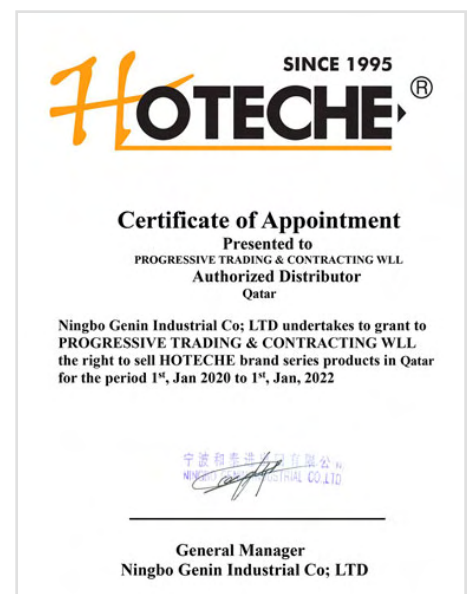 SINCE 1995
HOTECHE®
Certificate of Appointment
Presented to
PROGRESSIVE TRADING & CONTRACTING WLL
Authorized Distributor
Qatar
Ningbo Genin Industrial Co; LTD undertakes to grant to
PROGRESSIVE TRADING & CONTRACTING WLL
the right to sell HOTECHE brand series products in Qatar
for the period 1st, Jan 2020 to 1st, Jan, 2022
宁波和泰进
CO.,LTD
General Manager
Ningbo Genin Industrial Co; LTD